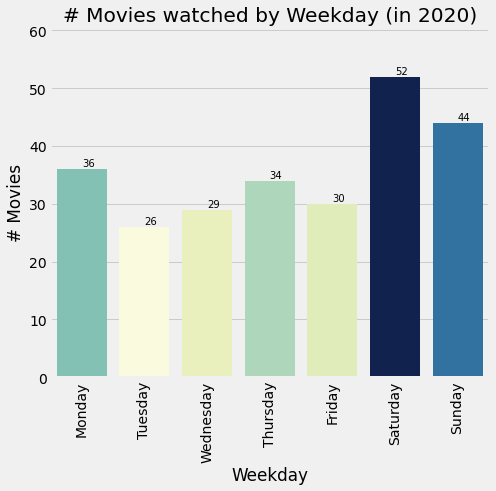 # Movies watched by Weekday (in 2020)
60
50
40
30
20
10
0
# Movies
36
26
29
34
30
52
44
Monday
Tuesday
Wednesday
Thursday
Friday
Saturday
Sunday
Weekday